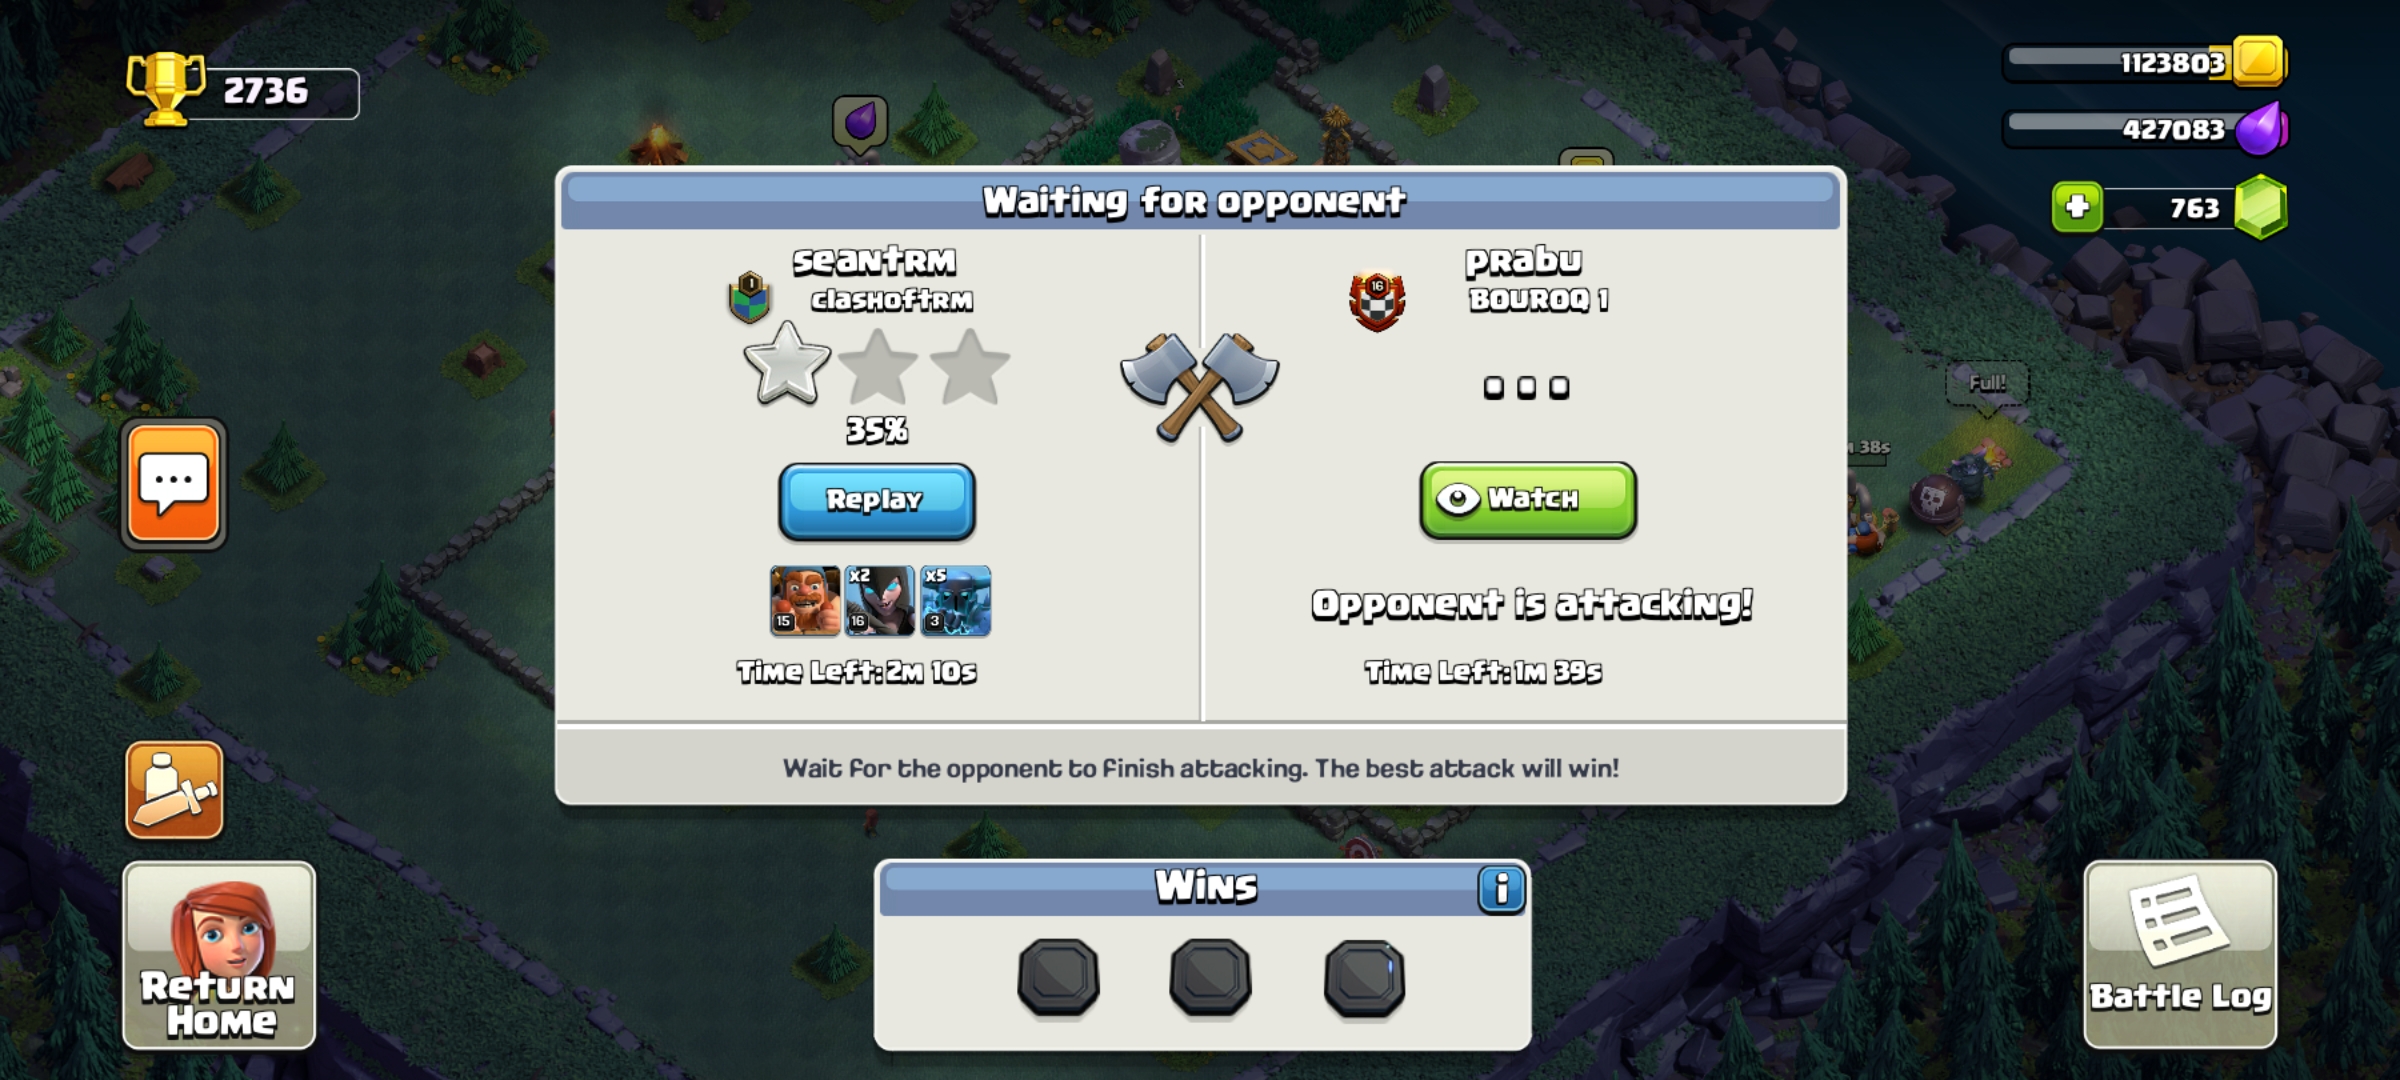 2736
1123803
427083
763
Waiting for opponent
seantrm
1
clashoftrm
35%
Replay
15
x2
16
x5
3
Time Left:2m 10s
prabu
16
BOUROQ 1
Watch
Opponent is attacking!
Time Left:1m 39s
Wait for the opponent to finish attacking. The best attack will win!
Full!
38s
Wins
i
Return
Home
Battle Log